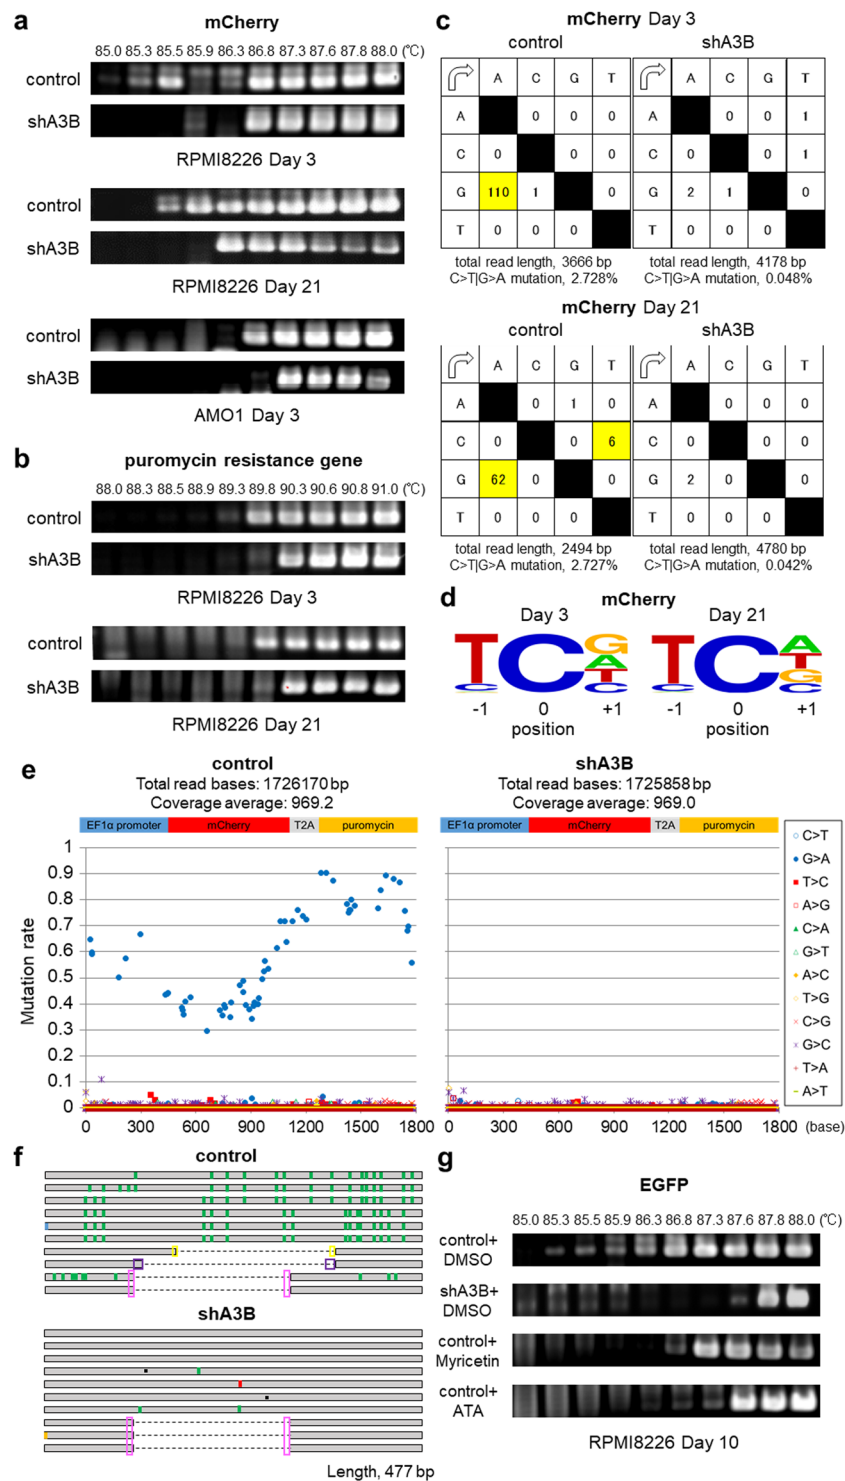 a
mCherry
85.0 85.3 85.5 85.9 86.3 86.8 87.3 87.6 87.8 88.0 (℃)
control
shA3B
RPMI8226 Day 3
control
shA3B
RPMI8226 Day 21
control
shA3B
AMO1 Day 3
b
puromycin resistance gene
88.0 88.3 88.5 88.9 89.3 89.8 90.3 90.6 90.8 91.0 (℃)
control
shA3B
RPMI8226 Day 3
control
shA3B
RPMI8226 Day 21
c
mCherry Day 3
control
A C G T
A 0 0 0
C 0 0 0
G 110 1 0
T 0 0 0
total read length, 3666 bp
C>T|G>A mutation, 2.728%
shA3B
A C G T
A 0 0 1
C 0 0 1
G 2 1 0
T 0 0 0
total read length, 4178 bp
C>T|G>A mutation, 0.048%
mCherry Day 21
control
A C G T
A 0 1 0
C 0 0 6
G 62 0 0
T 0 0 0
total read length, 2494 bp
C>T|G>A mutation, 2.727%
shA3B
A C G T
A 0 0 0
C 0 0 0
G 2 0 0
T 0 0 0
total read length, 4780 bp
C>T|G>A mutation, 0.042%
d
mCherry
Day 3
T C G
C A
T
C
-1 0 +1
position
Day 21
T C A
C T
G
C
-1 0 +1
position
e
control
Total read bases: 1726170 bp
Coverage average: 969.2
EF1α promoter mCherry T2A puromycin
Mutation rate
1
0.9
0.8
0.7
0.6
0.5
0.4
0.3
0.2
0.1
0
0 300 600 900 1200 1500 1800
shA3B
Total read bases: 1725858 bp
Coverage average: 969.0
EF1α promoter mCherry T2A puromycin
0 300 600 900 1200 1500 1800 (base)
C>T
G>A
T>C
A>G
C>A
G>T
A>C
T>G
C>G
G>C
T>A
A>T
f
control
shA3B
Length, 477 bp
g
EGFP
85.0 85.3 85.5 85.9 86.3 86.8 87.3 87.6 87.8 88.0 (℃)
control+
DMSO
shA3B+
DMSO
control+
Myricetin
control+
ATA
RPMI8226 Day 10